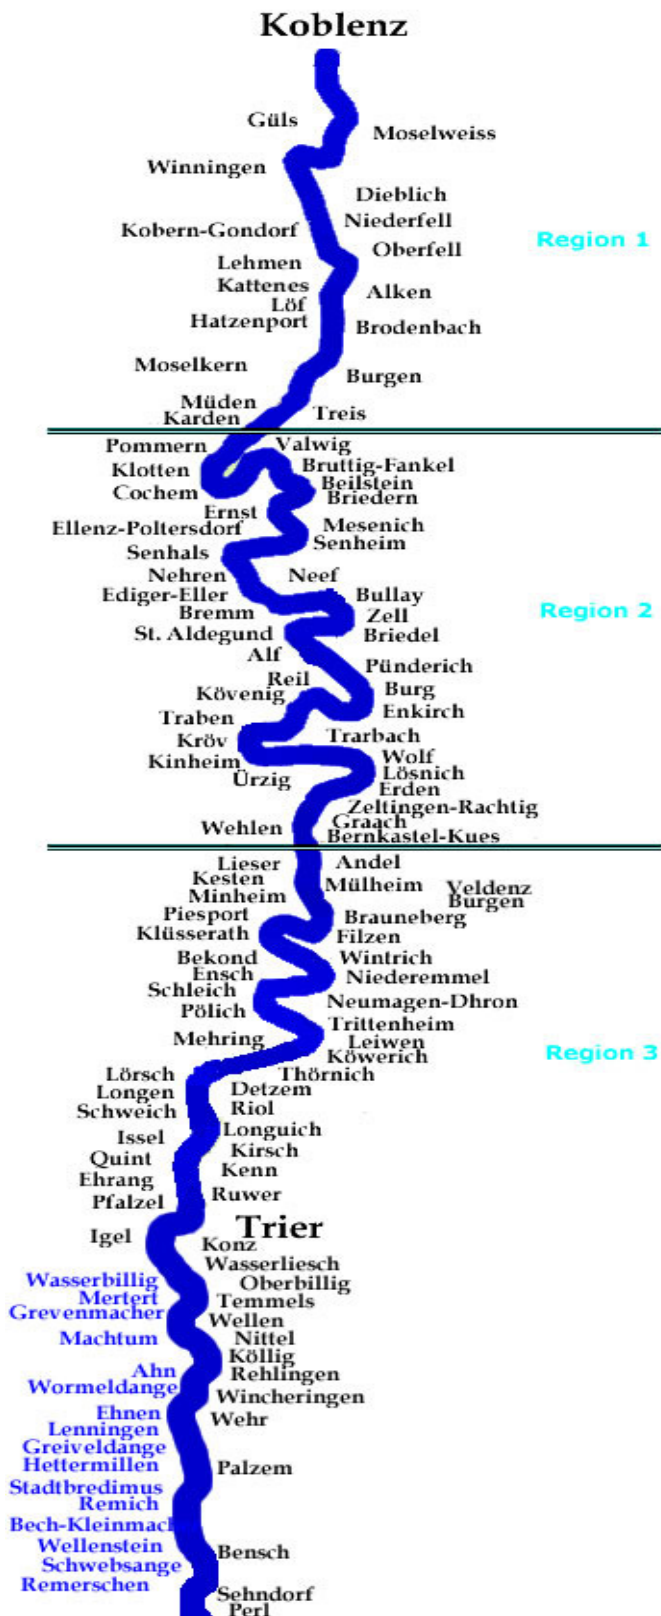 Koblenz
Güls
Moselweiss
Winningen
Dieblich
Niederfell
Kobern-Gondorf
Region 1
Oberfell
Lehmen
Kattenes
Alken
Löf
Hatzenport
Brodenbach
Moselkern
Burgen
Müden
Treis
Karden
Pommern
Valwig
Klotten
Bruttig-Fankel
Beilstein
Cochem
Briedern
Ernst
Ellenz-Poltersdorf
Mesenich
Senheim
Senhals
Nehren
Neef
Ediger-Eller
Bullay
Bremm
Zell
Region 2
St. Aldegund
Briedel
Alf
Pünderich
Reil
Kövenig
Burg
Enkirch
Traben
Kröv
Trarbach
Kinheim
Wolf
Ürzig
Lösnich
Erden
Zeltingen-Rachtig
Wehlen
Graach
Bernkastel-Kues
Lieser
Andel
Kesten
Mülheim
Veldenz
Minheim
Burgen
Piesport
Brauneberg
Klüsserath
Filzen
Bekond
Wintrich
Ensch
Niederemmel
Schleich
Neumagen-Dhron
Pölich
Trittenheim
Mehring
Leiwen
Köwerich
Region 3
Lörsch
Thörnich
Longen
Detzem
Schweich
Riol
Issel
Longuich
Kirsch
Quint
Kenn
Ehrang
Pfalzel
Ruwer
Trier
Igel
Konz
Wasserliesch
Wasserbillig
Oberbillig
Mertert
Temmels
Grevenmacher
Wellen
Machtum
Nittel
Köllig
Ahn
Rehlingen
Wormeldange
Wincheringen
Ehnen
Wehr
Lenningen
Greiveldange
Hettermillen
Palzem
Stadtbredimus
Remich
Bech-Kleinmach
Wellenstein
Bensch
Schwebsange
Remerschen
Sehndorf
Perl